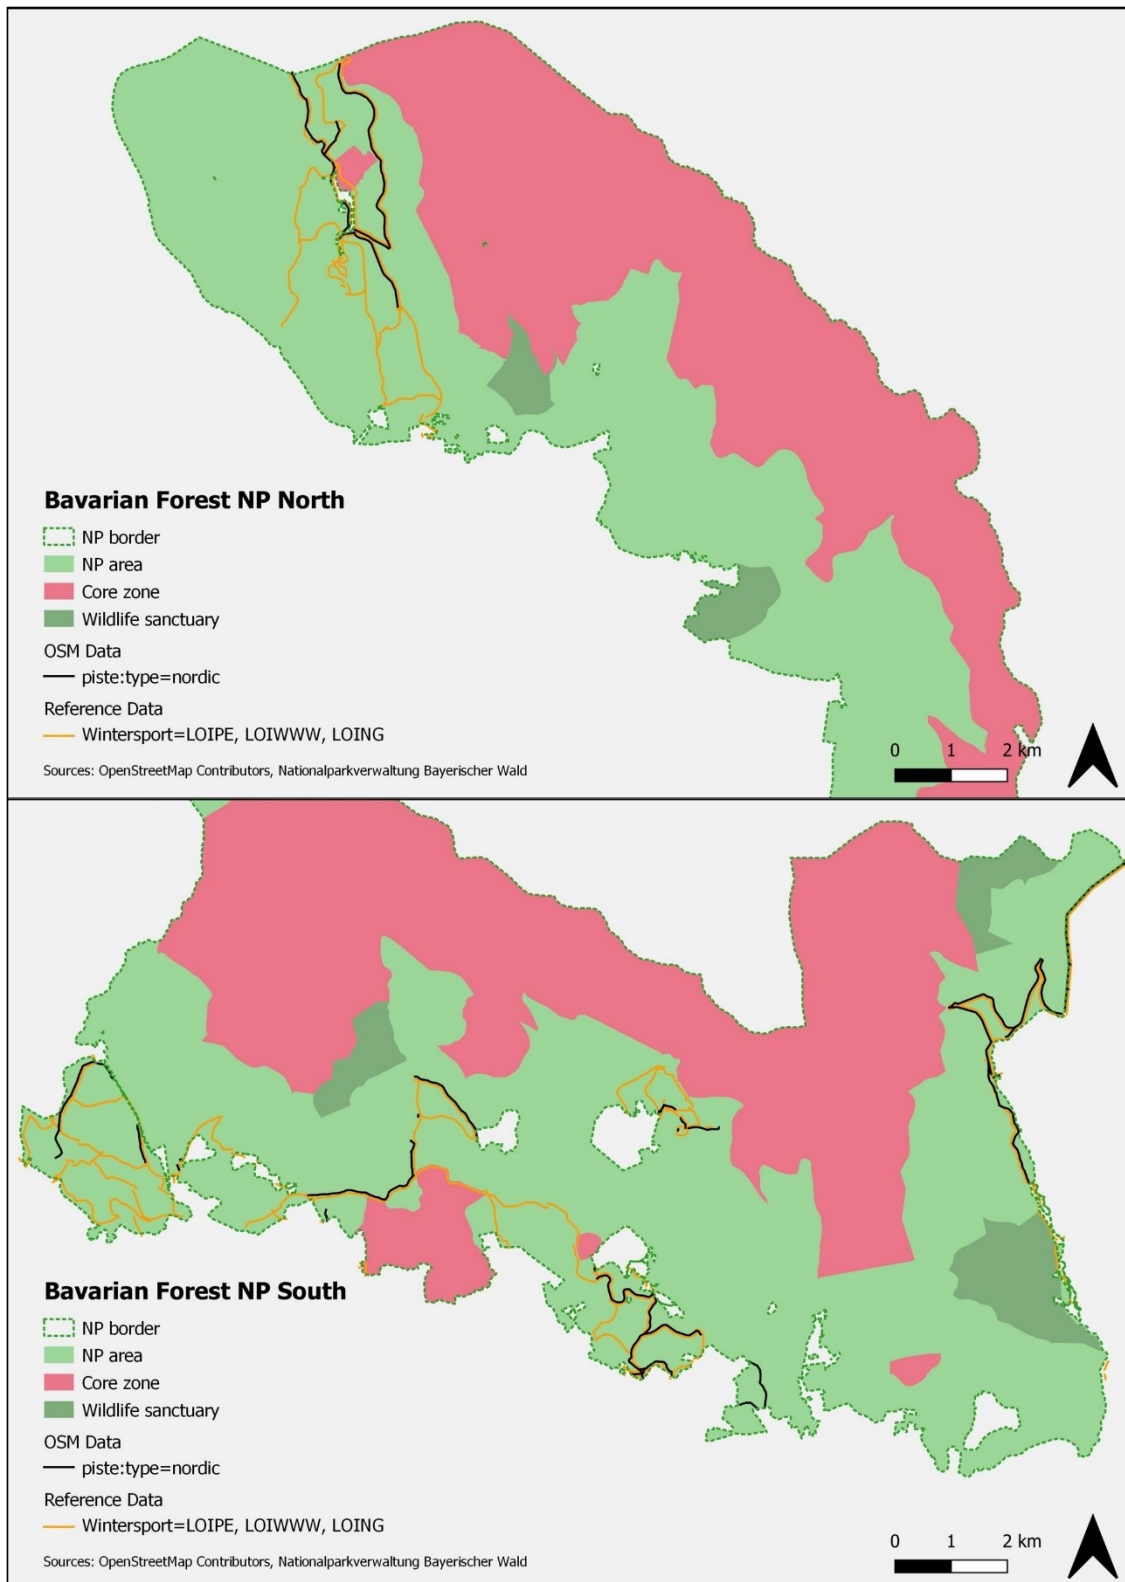 Bavarian Forest NP North
NP border
NP area
Core zone
Wildlife sanctuary
OSM Data
piste:type=nordic
Reference Data
Wintersport=LOIPE, LOIWWW, LOING
Sources: OpenStreetMap Contributors, Nationalparkverwaltung Bayerischer Wald
0 1 2 km
Bavarian Forest NP South
NP border
NP area
Core zone
Wildlife sanctuary
OSM Data
piste:type=nordic
Reference Data
Wintersport=LOIPE, LOIWWW, LOING
Sources: OpenStreetMap Contributors, Nationalparkverwaltung Bayerischer Wald
0 1 2 km